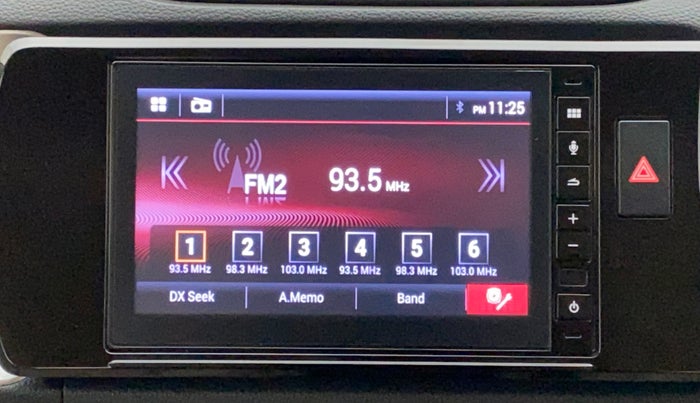 PM 11:25
FM2 93.5 MHz
1 2 3 4 5 6
93.5 MHz 98.3 MHz 103.0 MHz 93.5 MHz 98.3 MHz 103.0 MHz
DX Seek A.Memo Band